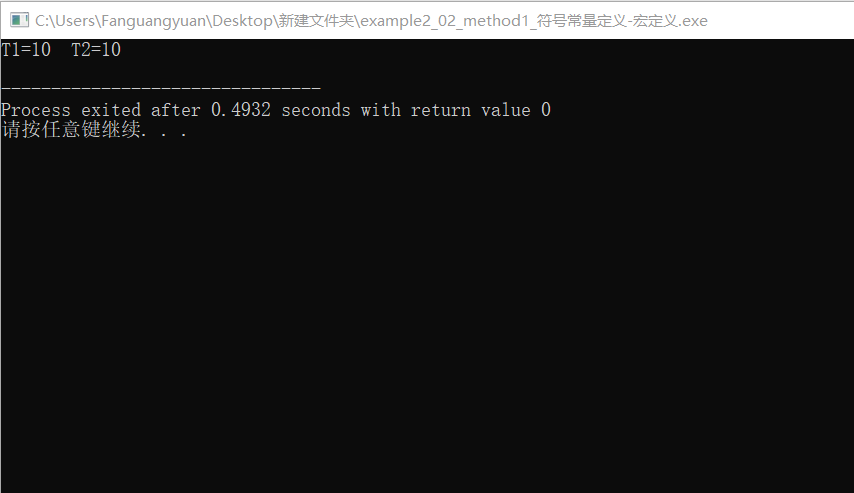 C:\Users\Fanguangyuan\Desktop\新建文件夹\example2_02_method1_符号常量定义-宏定义.exe
T1=10  T2=10
--------------------------------
Process exited after 0.4932 seconds with return value 0
请按任意键继续. . .